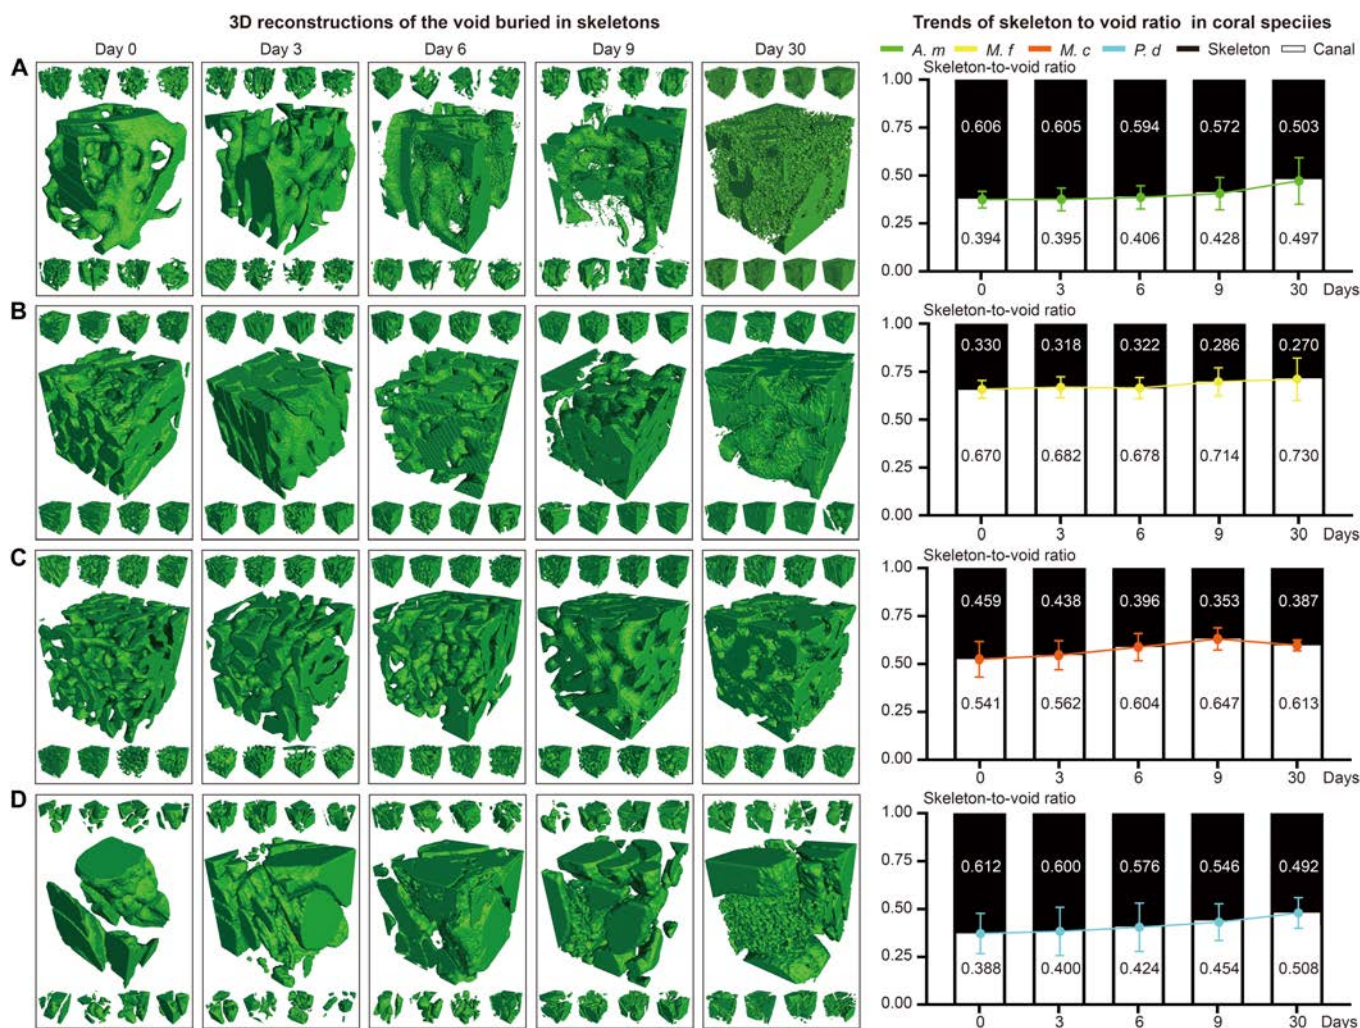 3D reconstructions of the void buried in skeletons
Trends of skeleton to void ratio in coral speciies
Day 0 Day 3 Day 6 Day 9 Day 30
A. m M. f M. c P. d Skeleton Canal
A
Skeleton-to-void ratio
1.00
0.75
0.50
0.25
0.00
0.606 0.605 0.594 0.572 0.503
0.394 0.395 0.406 0.428 0.497
0 3 6 9 30 Days
B
Skeleton-to-void ratio
1.00
0.75
0.50
0.25
0.00
0.330 0.318 0.322 0.286 0.270
0.670 0.682 0.678 0.714 0.730
0 3 6 9 30 Days
C
Skeleton-to-void ratio
1.00
0.75
0.50
0.25
0.00
0.459 0.438 0.396 0.353 0.387
0.541 0.562 0.604 0.647 0.613
0 3 6 9 30 Days
D
Skeleton-to-void ratio
1.00
0.75
0.50
0.25
0.00
0.612 0.600 0.576 0.546 0.492
0.388 0.400 0.424 0.454 0.508
0 3 6 9 30 Days